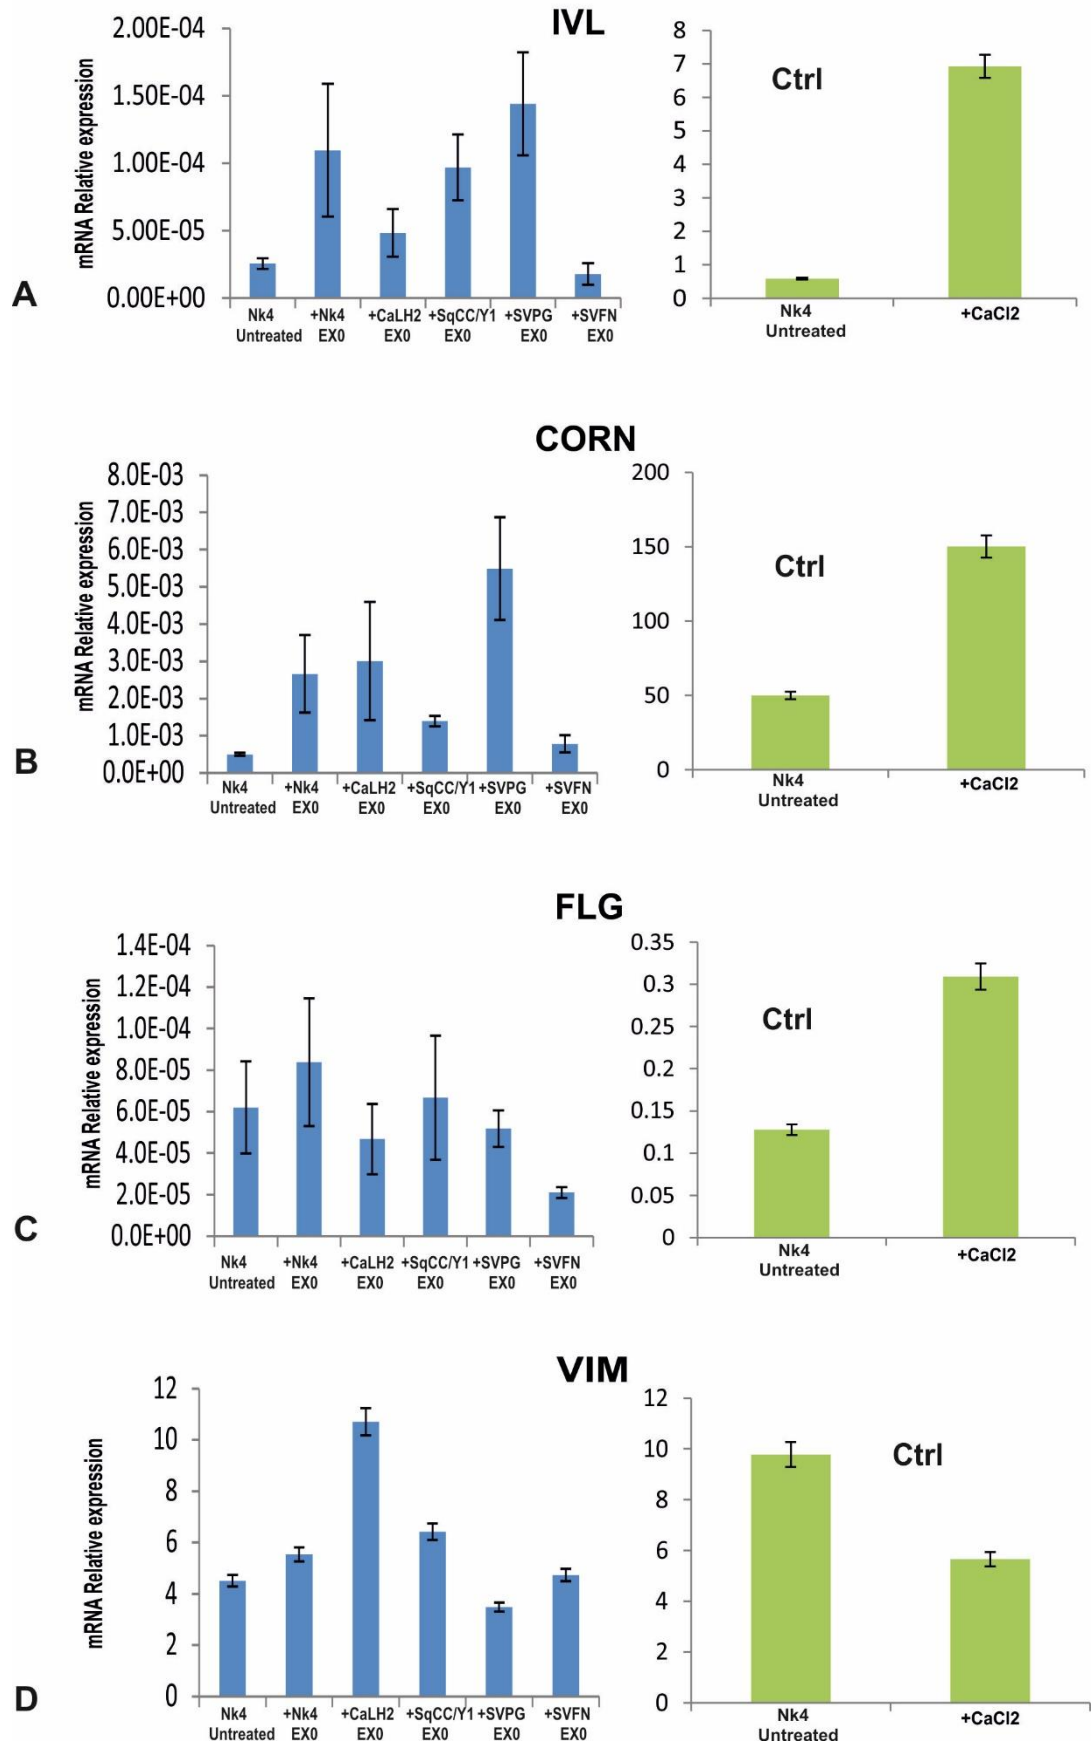 IVL
mRNA Relative expression
2.00E-04
1.50E-04
1.00E-04
5.00E-05
0.00E+00
Nk4 +Nk4 +CaLH2 +SqCC/Y1 +SVPG +SVFN
Untreated EX0 EX0 EX0 EX0 EX0
8
7
6
5
4
3
2
1
0
Ctrl
Nk4 +CaCl2
Untreated
A
CORN
mRNA Relative expression
8.0E-03
7.0E-03
6.0E-03
5.0E-03
4.0E-03
3.0E-03
2.0E-03
1.0E-03
0.0E+00
Nk4 +Nk4 +CaLH2 +SqCC/Y1 +SVPG +SVFN
Untreated EX0 EX0 EX0 EX0 EX0
200
150
100
50
0
Ctrl
Nk4 +CaCl2
Untreated
B
FLG
mRNA Relative expression
1.4E-04
1.2E-04
1.0E-04
8.0E-05
6.0E-05
4.0E-05
2.0E-05
0.0E+00
Nk4 +Nk4 +CaLH2 +SqCC/Y1 +SVPG +SVFN
Untreated EX0 EX0 EX0 EX0 EX0
0.35
0.3
0.25
0.2
0.15
0.1
0.05
0
Ctrl
Nk4 +CaCl2
Untreated
C
VIM
mRNA Relative expression
12
10
8
6
4
2
0
Nk4 +Nk4 +CaLH2 +SqCC/Y1 +SVPG +SVFN
Untreated EX0 EX0 EX0 EX0 EX0
12
10
8
6
4
2
0
Ctrl
Nk4 +CaCl2
Untreated
D